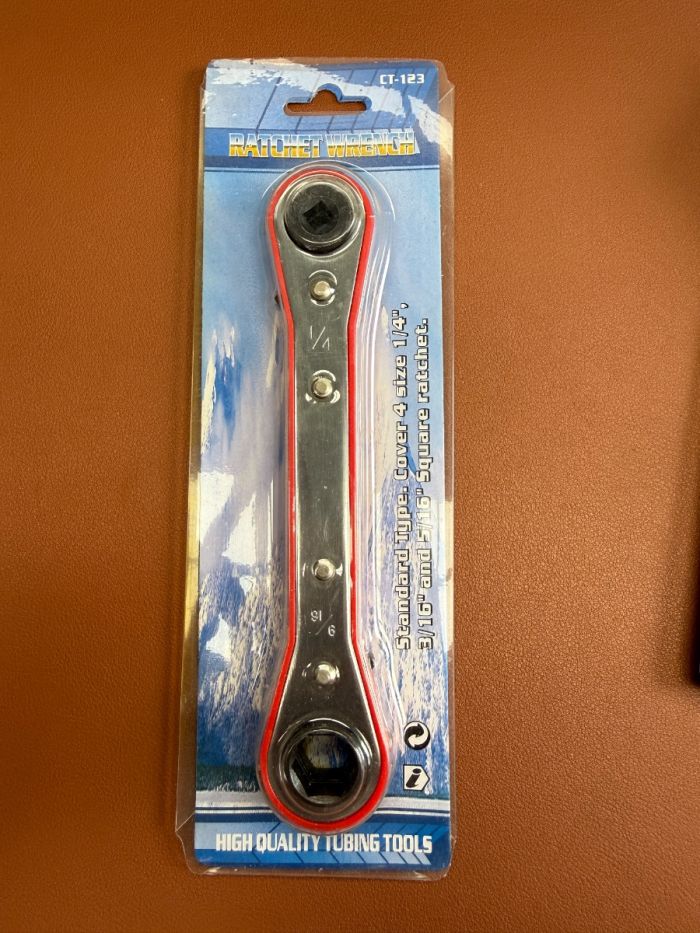 CT-123
RATCHET WRENCH
1/4
Standard Type. Cover 4 size 1/4",
3/16" and 5/16" Square ratchet.
HIGH QUALITY TUBING TOOLS